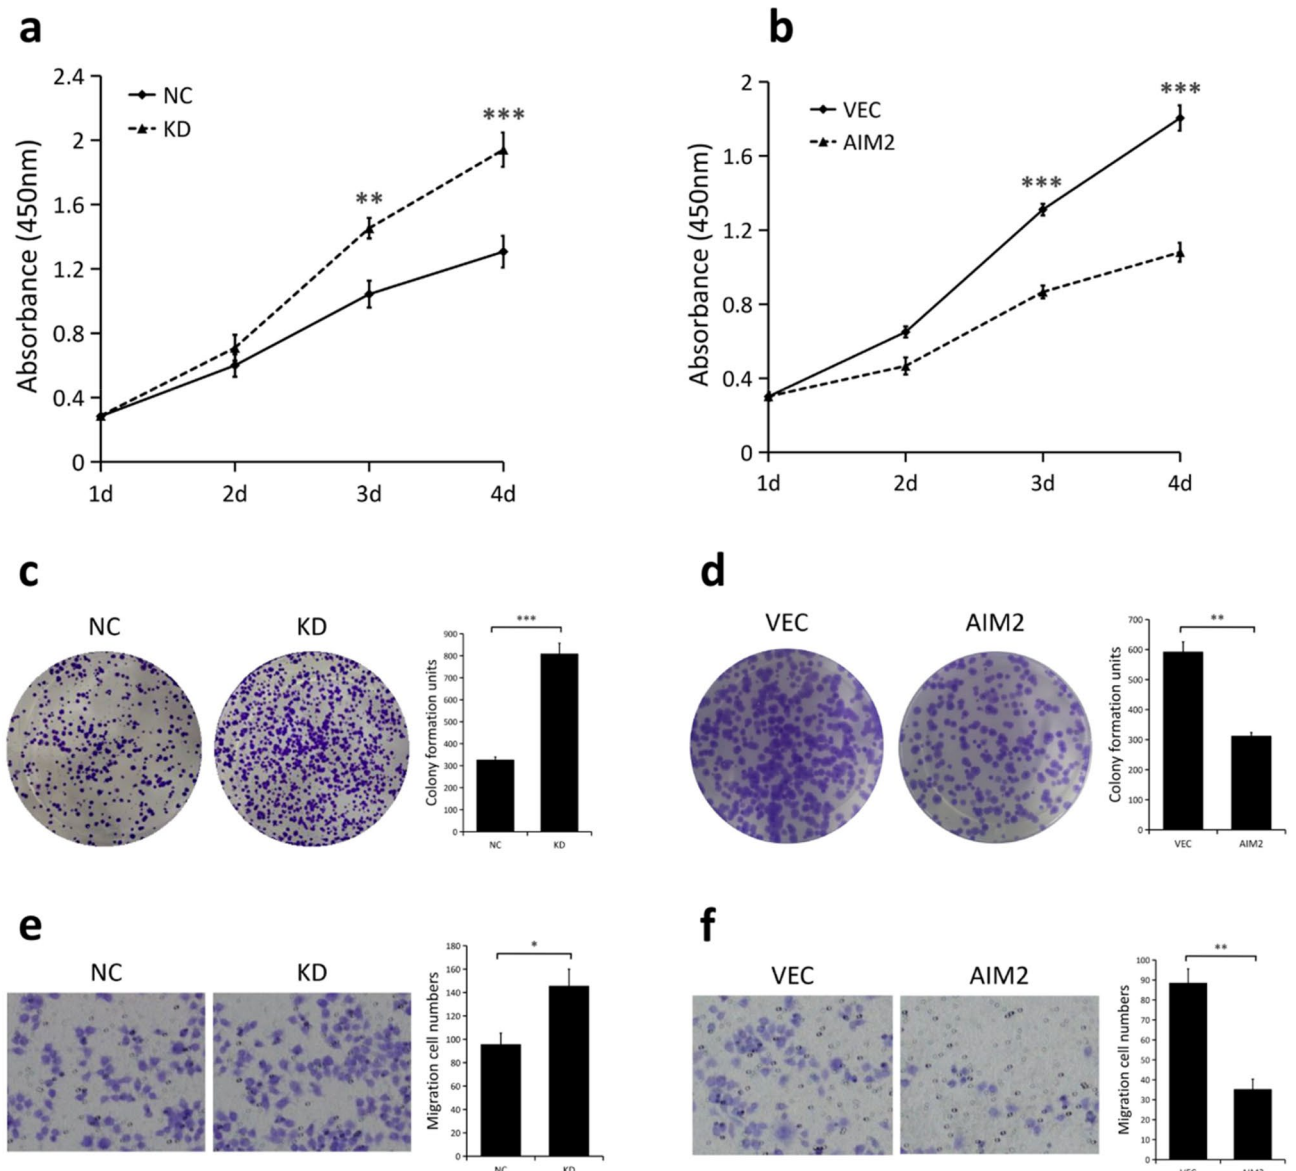 a
2.4
2
1.6
1.2
0.8
0.4
0
Absorbance (450nm)
NC
KD
**
***
1d 2d 3d 4d
b
2
1.6
1.2
0.8
0.4
0
Absorbance (450nm)
VEC
AIM2
***
***
1d 2d 3d 4d
c
NC KD
***
900
800
700
600
500
400
300
200
100
0
Colony formation units
NC KD
d
VEC AIM2
**
700
600
500
400
300
200
100
0
Colony formation units
VEC AIM2
e
NC KD
*
180
160
140
120
100
80
60
40
20
0
Migration cell numbers
NC KD
f
VEC AIM2
**
100
90
80
70
60
50
40
30
20
10
0
Migration cell numbers
VEC AIM2